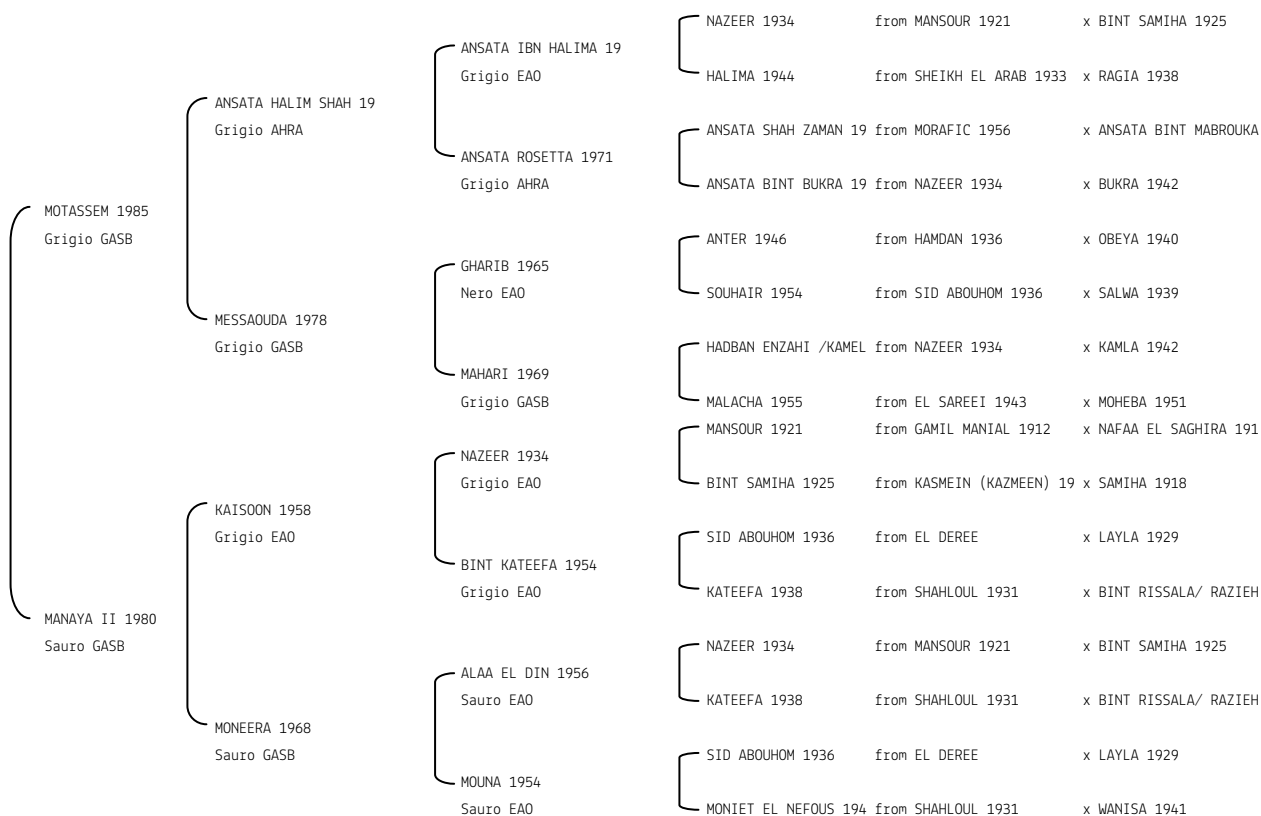 NAZEER 1934 from MANSOUR 1921 x BINT SAMIHA 1925
ANSATA IBN HALIMA 19
Grigio EAO
HALIMA 1944 from SHEIKH EL ARAB 1933 x RAGIA 1938
ANSATA HALIM SHAH 19
Grigio AHRA
ANSATA SHAH ZAMAN 19 from MORAFIC 1956 x ANSATA BINT MABROUKA
ANSATA ROSETTA 1971
Grigio AHRA
ANSATA BINT BUKRA 19 from NAZEER 1934 x BUKRA 1942
MOTASSEM 1985
Grigio GASB
ANTER 1946 from HAMDAN 1936 x OBEYA 1940
GHARIB 1965
Nero EAO
SOUHAIR 1954 from SID ABOUHOM 1936 x SALWA 1939
MESSAOUDA 1978
Grigio GASB
HADBAN ENZAHI /KAMEL from NAZEER 1934 x KAMLA 1942
MAHARI 1969
Grigio GASB
MALACHA 1955 from EL SAREEI 1943 x MOHEBA 1951
MANSOUR 1921 from GAMIL MANIAL 1912 x NAFAA EL SAGHIRA 191
NAZEER 1934
Grigio EAO
BINT SAMIHA 1925 from KASMEIN (KAZMEEN) 19 x SAMIHA 1918
KAISOON 1958
Grigio EAO
SID ABOUHOM 1936 from EL DEREE x LAYLA 1929
BINT KATEEFA 1954
Grigio EAO
KATEEFA 1938 from SHAHLOUL 1931 x BINT RISSALA/ RAZIEH
MANAYA II 1980
Sauro GASB
NAZEER 1934 from MANSOUR 1921 x BINT SAMIHA 1925
ALAA EL DIN 1956
Sauro EAO
KATEEFA 1938 from SHAHLOUL 1931 x BINT RISSALA/ RAZIEH
MONEERA 1968
Sauro GASB
SID ABOUHOM 1936 from EL DEREE x LAYLA 1929
MOUNA 1954
Sauro EAO
MONIET EL NEFOUS 194 from SHAHLOUL 1931 x WANISA 1941